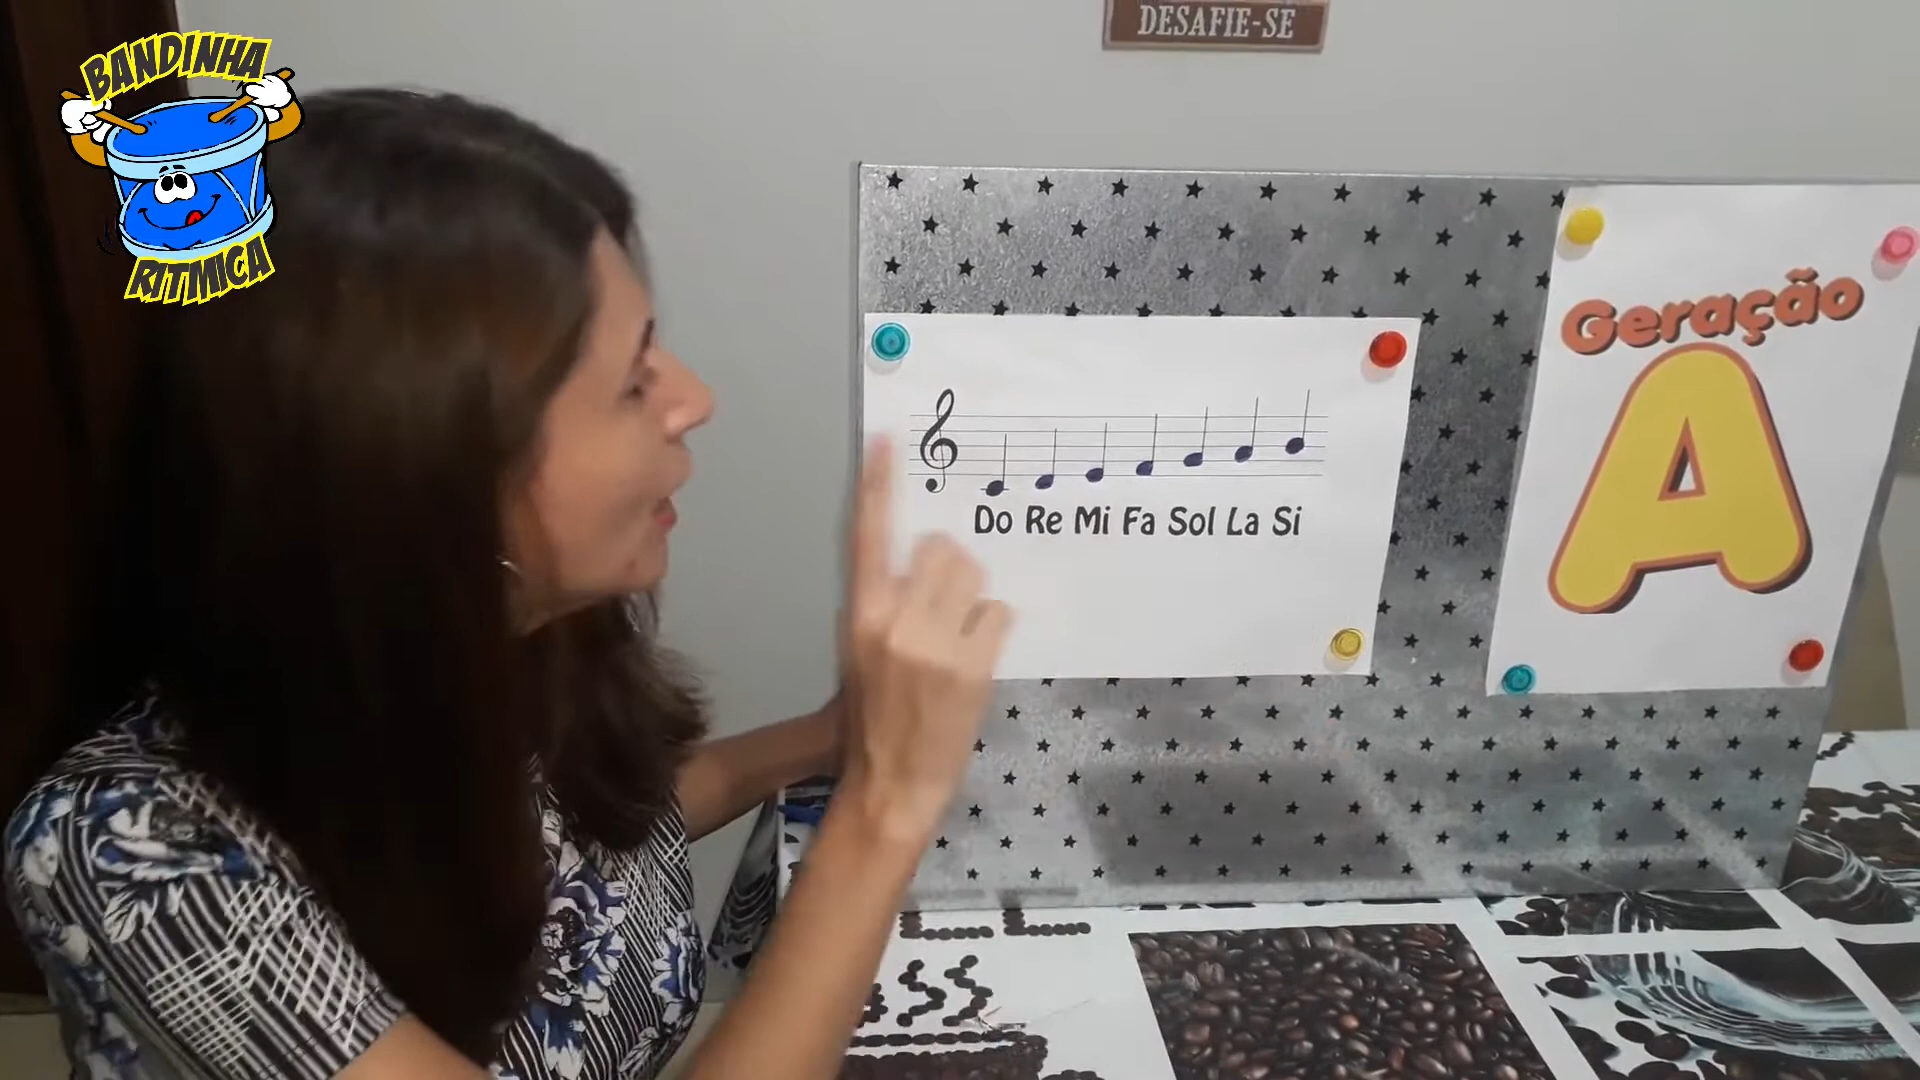 BANDINHA
RITMICA
DESAFIE-SE
Do Re Mi Fa Sol La Si
Geração
A